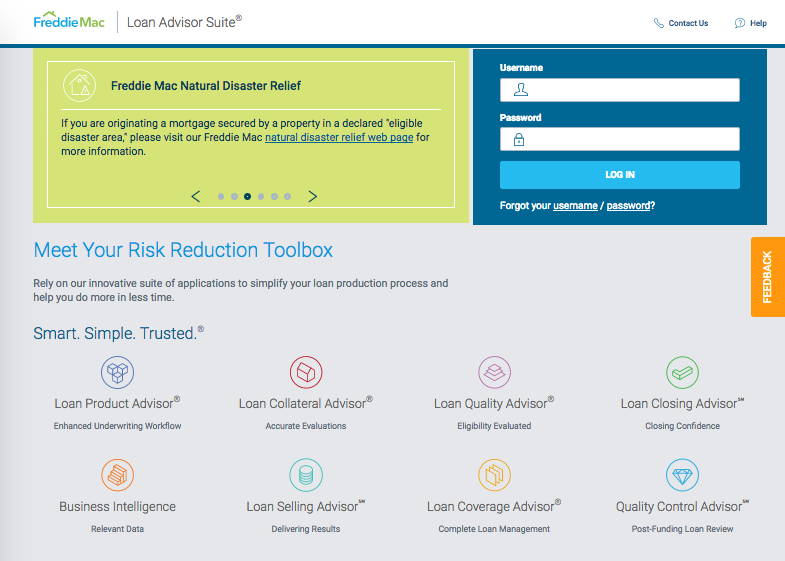 Freddie Mac Loan Advisor Suite®
Contact Us
Help
Freddie Mac Natural Disaster Relief
If you are originating a mortgage secured by a property in a declared "eligible
disaster area," please visit our Freddie Mac natural disaster relief web page for
more information.
Username
Password
LOG IN
Forgot your username / password?
FEEDBACK
Meet Your Risk Reduction Toolbox
Rely on our innovative suite of applications to simplify your loan production process and
help you do more in less time.
Smart. Simple. Trusted.®
Loan Product Advisor®
Enhanced Underwriting Workflow
Loan Collateral Advisor®
Accurate Evaluations
Loan Quality Advisor®
Eligibility Evaluated
Loan Closing Advisor℠
Closing Confidence
Business Intelligence
Relevant Data
Loan Selling Advisor℠
Delivering Results
Loan Coverage Advisor®
Complete Loan Management
Quality Control Advisor℠
Post-Funding Loan Review